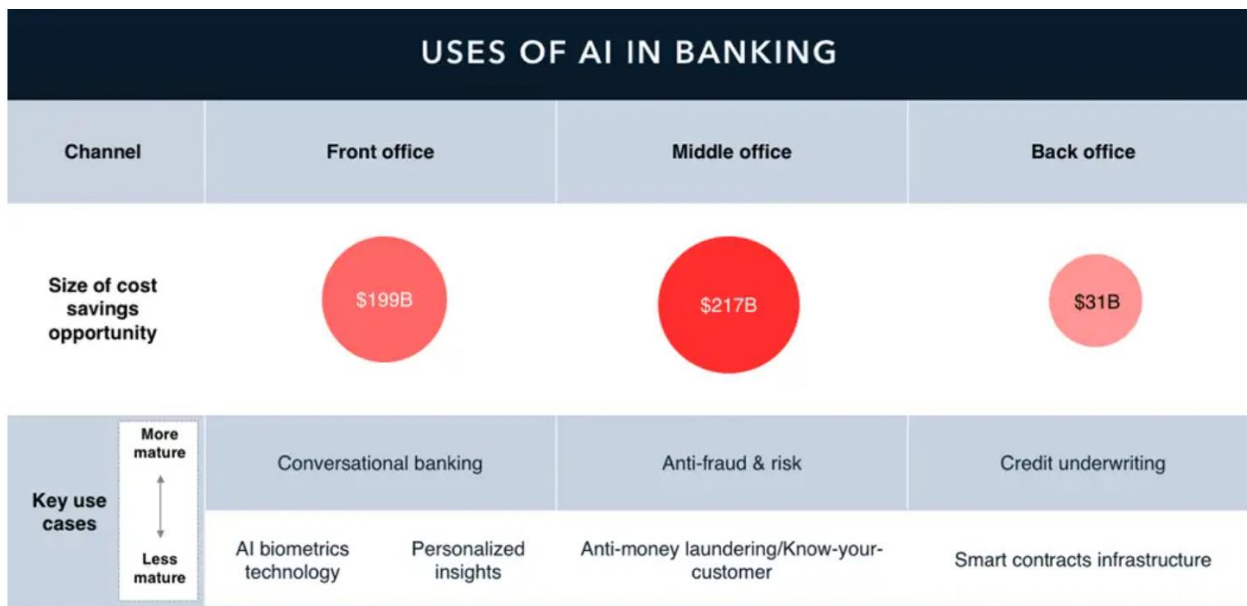 USES OF AI IN BANKING
Channel
Front office
Middle office
Back office
Size of cost
savings
opportunity
$199B
$217B
$31B
Key use
cases
More
mature
Less
mature
Conversational banking
Anti-fraud & risk
Credit underwriting
AI biometrics
technology
Personalized
insights
Anti-money laundering/Know-your-
customer
Smart contracts infrastructure